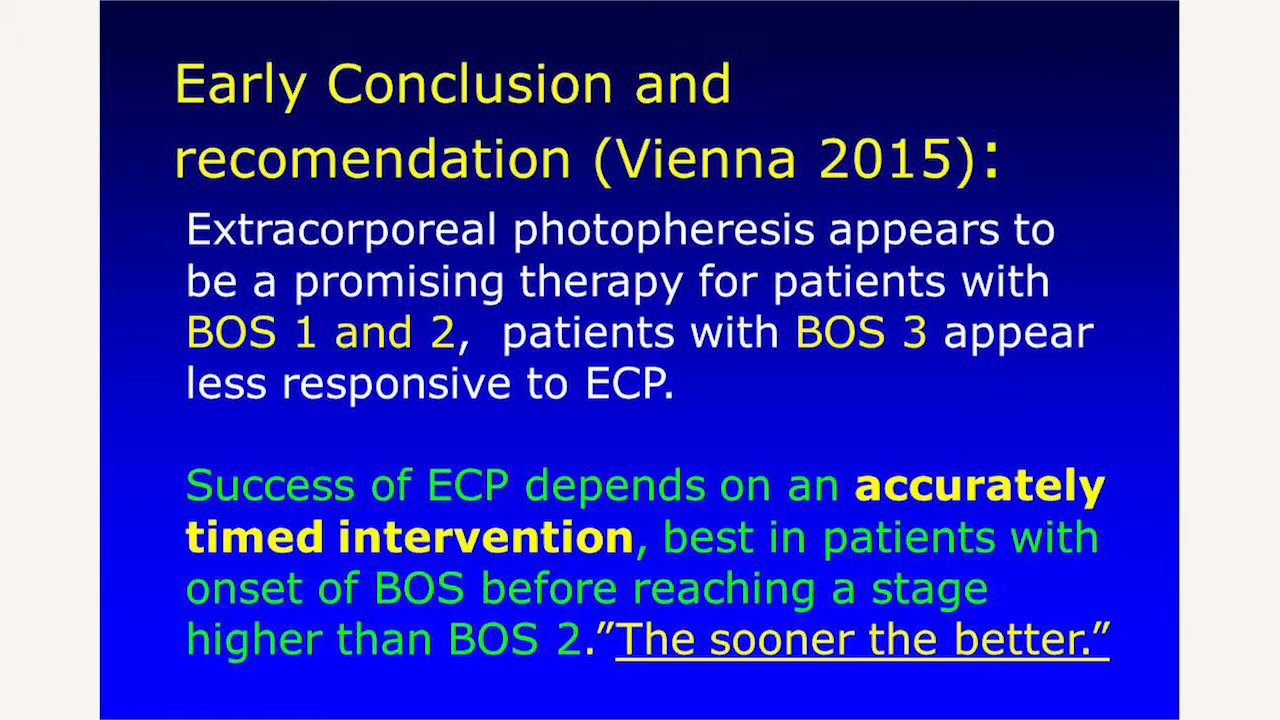 Early Conclusion and
recomendation (Vienna 2015):
Extracorporeal photopheresis appears to
be a promising therapy for patients with
BOS 1 and 2,  patients with BOS 3 appear
less responsive to ECP.
Success of ECP depends on an accurately
timed intervention, best in patients with
onset of BOS before reaching a stage
higher than BOS 2.”The sooner the better.”